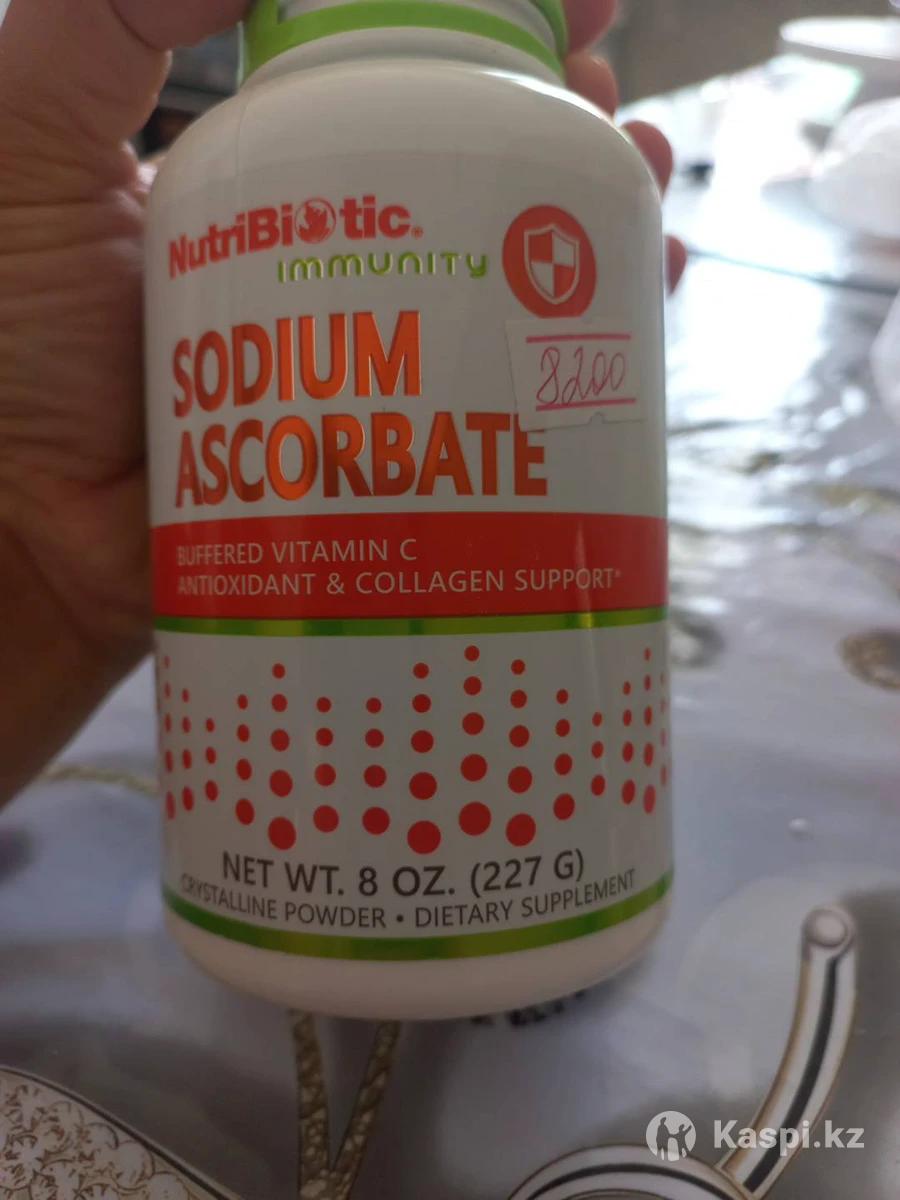 NutriBiotic®
IMMUNITY
8200
SODIUM
ASCORBATE
BUFFERED VITAMIN C
ANTIOXIDANT & COLLAGEN SUPPORT*
NET WT. 8 OZ. (227 G)
CRYSTALLINE POWDER • DIETARY SUPPLEMENT
Kaspi.kz